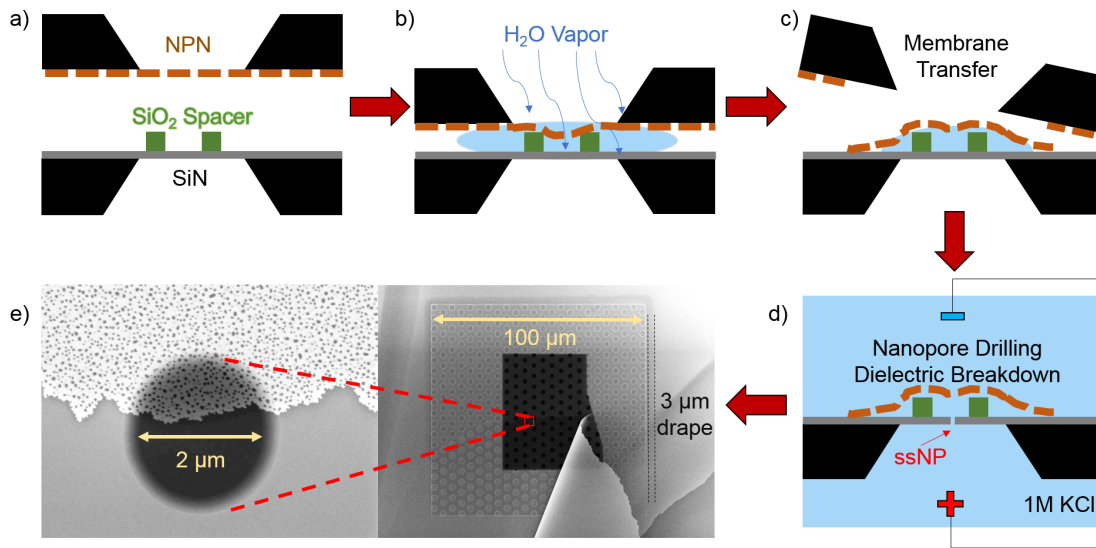 a)
NPN
SiO₂ Spacer
SiN
b)
H₂O Vapor
c)
Membrane
Transfer
d)
Nanopore Drilling
Dielectric Breakdown
ssNP
1M KCl
e)
2 µm
100 µm
3 µm
drape